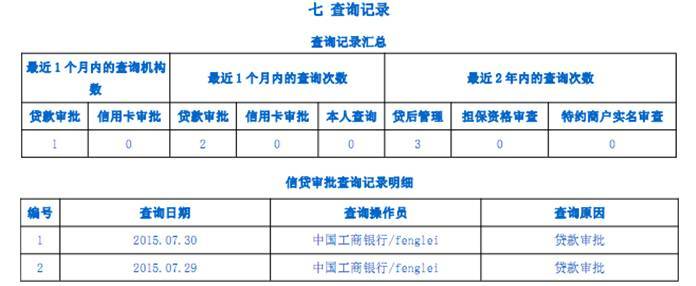 七 查询记录
查询记录汇总
最近1个月内的查询机构数 最近1个月内的查询次数 最近2年内的查询次数
贷款审批 信用卡审批 贷款审批 信用卡审批 本人查询 贷后管理 担保资格审查 特约商户实名审查
1 0 2 0 0 3 0 0
信贷审批查询记录明细
编号 查询日期 查询操作员 查询原因
1 2015.07.30 中国工商银行/fenglei 贷款审批
2 2015.07.29 中国工商银行/fenglei 贷款审批